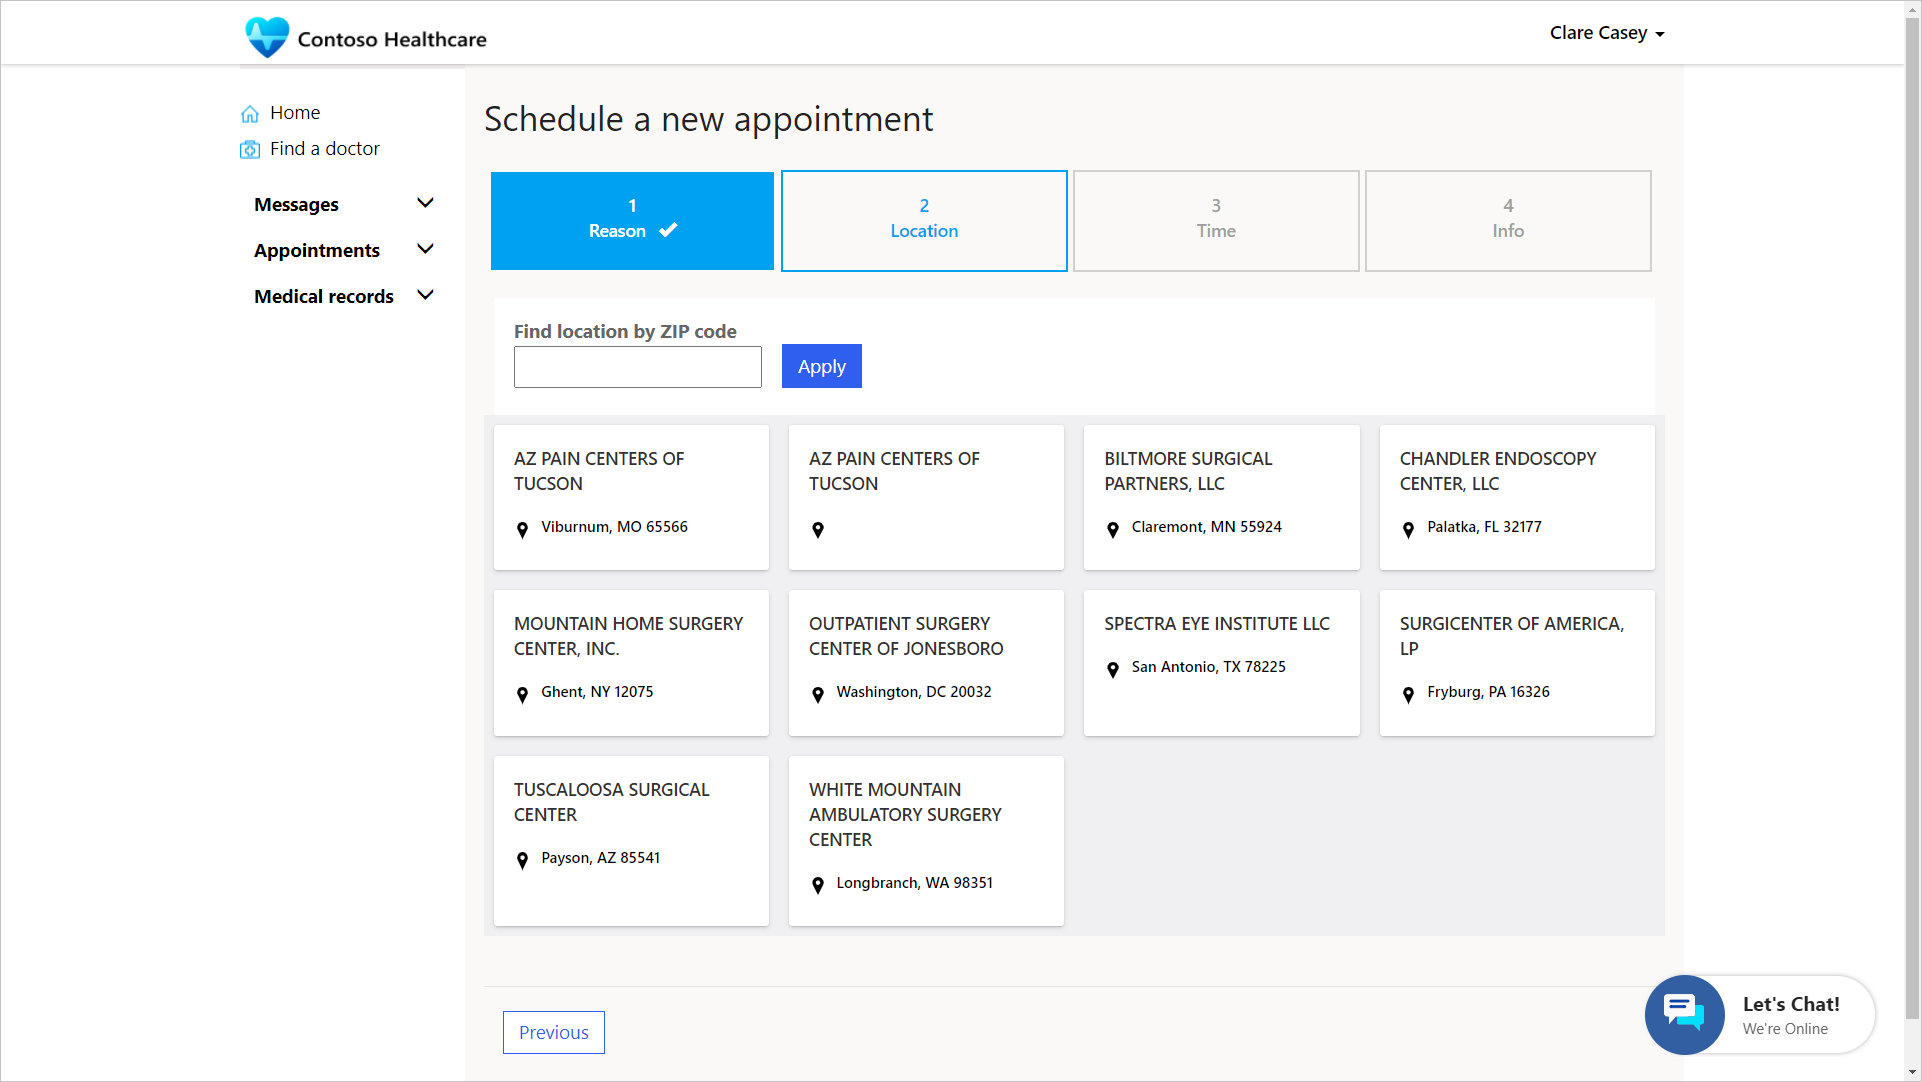 Contoso Healthcare
Clare Casey
Home
Find a doctor
Messages
Appointments
Medical records
Schedule a new appointment
1
Reason
2
Location
3
Time
4
Info
Find location by ZIP code
Apply
AZ PAIN CENTERS OF
TUCSON
Viburnum, MO 65566
AZ PAIN CENTERS OF
TUCSON
BILTMORE SURGICAL
PARTNERS, LLC
Claremont, MN 55924
CHANDLER ENDOSCOPY
CENTER, LLC
Palatka, FL 32177
MOUNTAIN HOME SURGERY
CENTER, INC.
Ghent, NY 12075
OUTPATIENT SURGERY
CENTER OF JONESBORO
Washington, DC 20032
SPECTRA EYE INSTITUTE LLC
San Antonio, TX 78225
SURGICENTER OF AMERICA,
LP
Fryburg, PA 16326
TUSCALOOSA SURGICAL
CENTER
Payson, AZ 85541
WHITE MOUNTAIN
AMBULATORY SURGERY
CENTER
Longbranch, WA 98351
Previous
Let's Chat!
We're Online